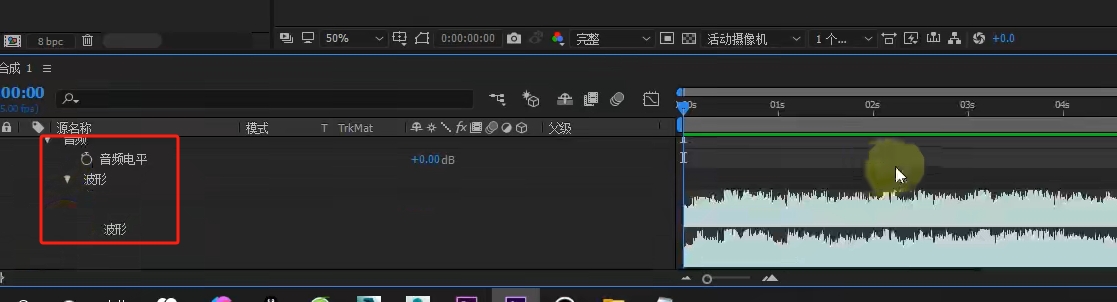 8 bpc 50% 0:00:00:00 完整 活动摄像机 1 个... +0.0
合成 1
00:00
5.00 fps)
00s 01s 02s 03s 04s
源名称 模式 T TrkMat fx 父级
音频
音频电平 +0.00 dB
波形
波形